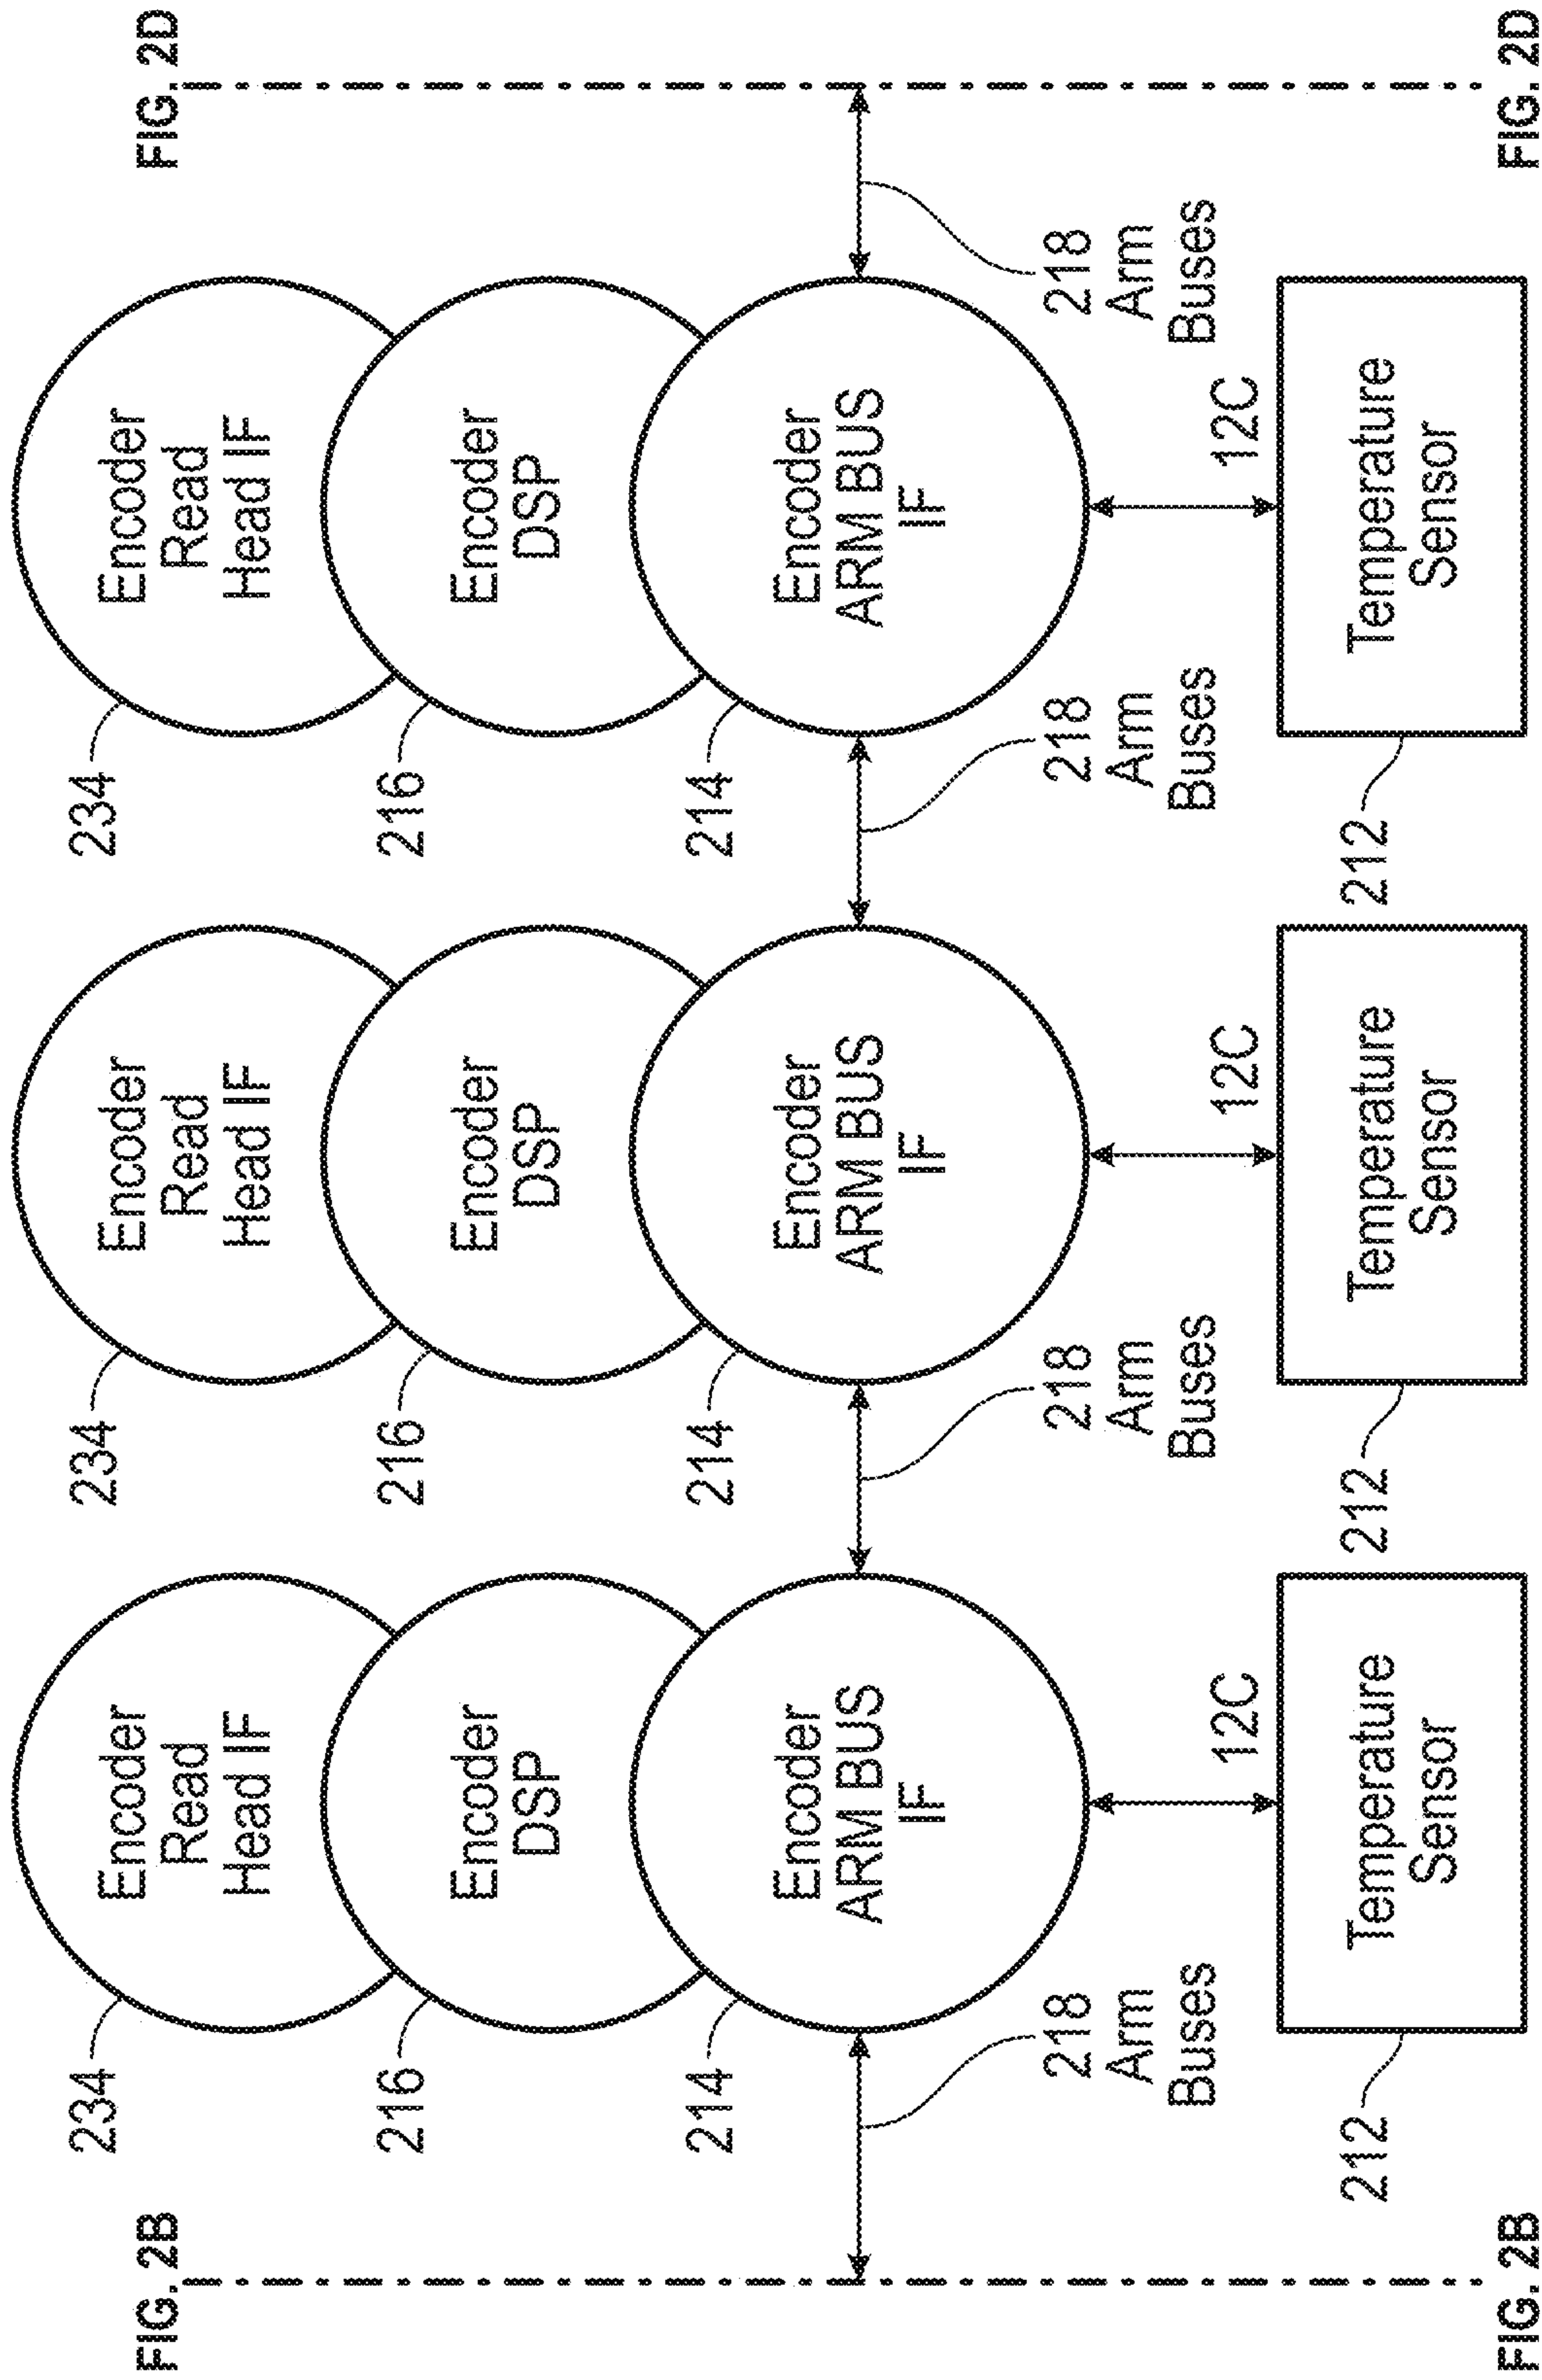 FIG. 2B
FIG. 2D
234
Encoder
Read
Head IF
216
Encoder
DSP
214
Encoder
ARM BUS
IF
218
Arm
Buses
12C
212
Temperature
Sensor
234
Encoder
Read
Head IF
216
Encoder
DSP
214
Encoder
ARM BUS
IF
218
Arm
Buses
12C
212
Temperature
Sensor
234
Encoder
Read
Head IF
216
Encoder
DSP
214
Encoder
ARM BUS
IF
218
Arm
Buses
12C
212
Temperature
Sensor
218
Arm
Buses
FIG. 2B
FIG. 2D